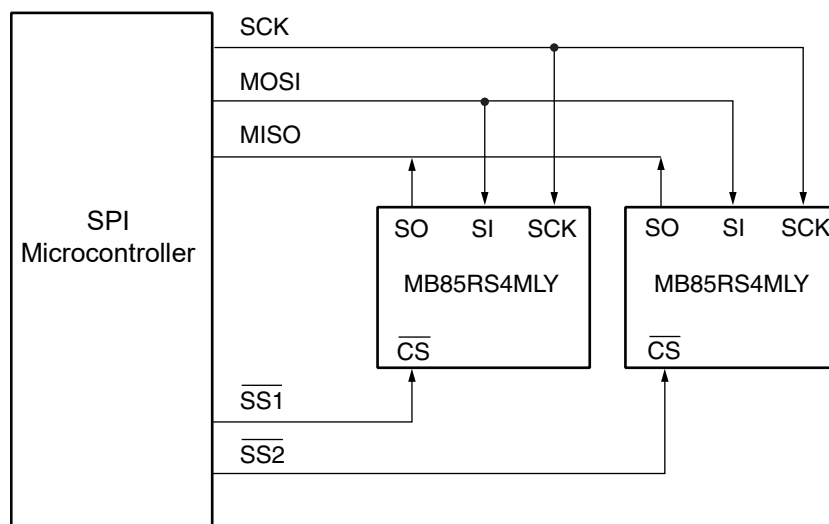 SCK
MOSI
MISO
SPI
Microcontroller
SO SI SCK
MB85RS4MLY
CS
SO SI SCK
MB85RS4MLY
CS
SS1
SS2